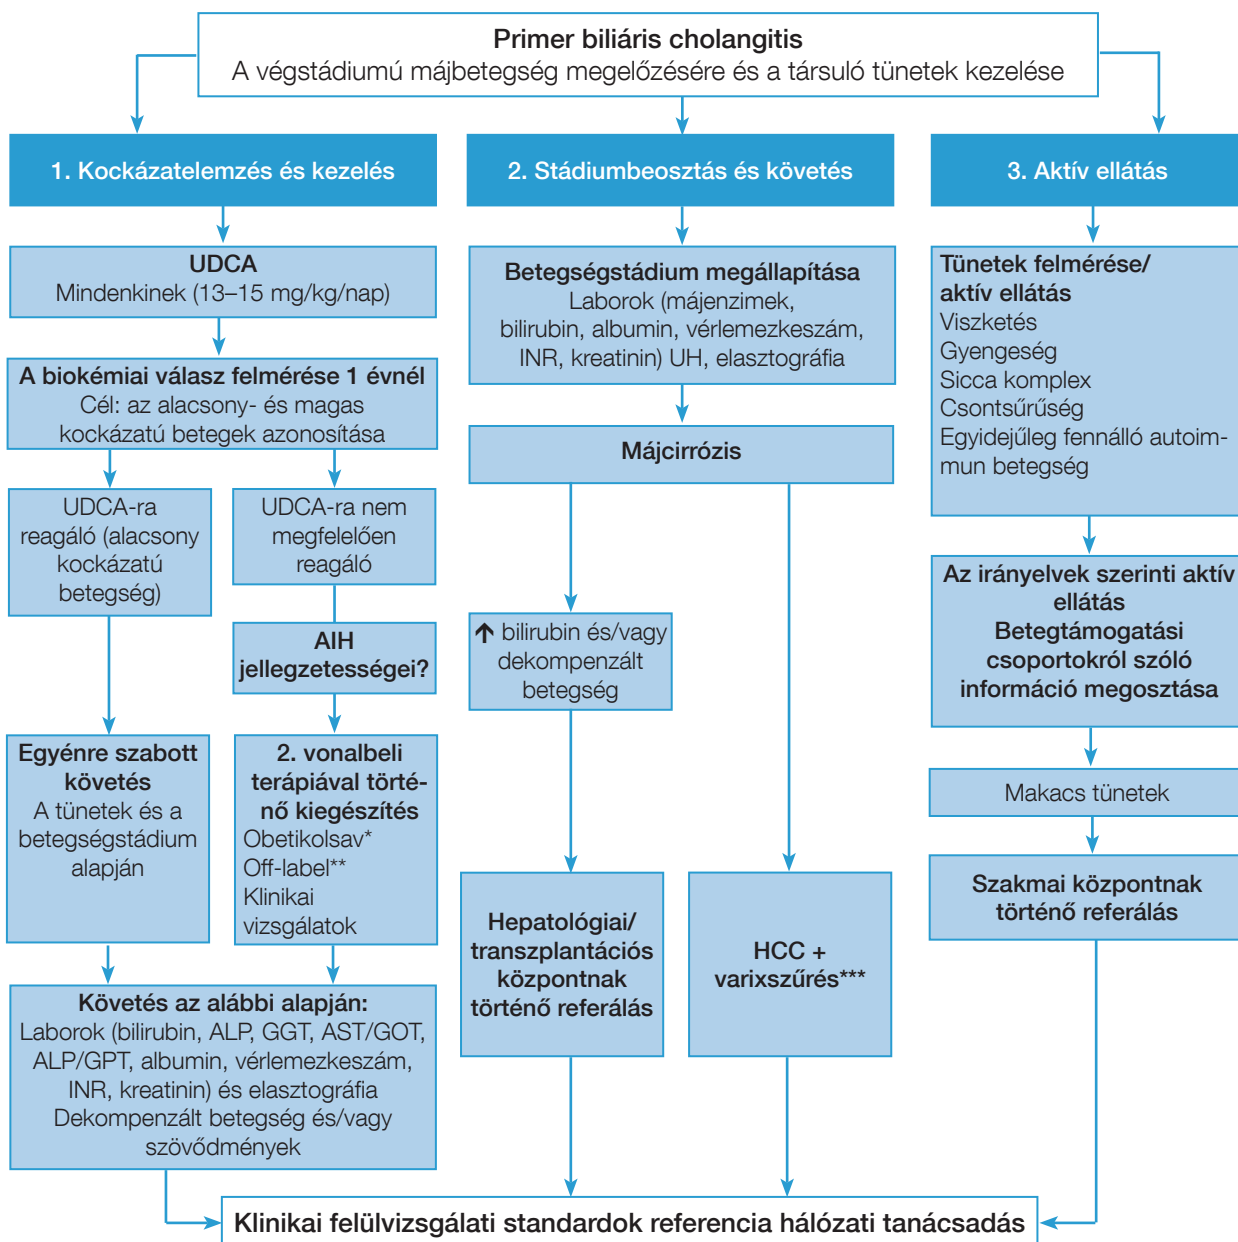 Primer biliáris cholangitis
A végstádiumú májbetegség megelőzésére és a társuló tünetek kezelése
1. Kockázatelemzés és kezelés
UDCA
Mindenkinek (13–15 mg/kg/nap)
A biokémiai válasz felmérése 1 évnél
Cél: az alacsony- és magas
kockázatú betegek azonosítása
UDCA-ra
reagáló (alacsony
kockázatú
betegség)
UDCA-ra nem
megfelelően
reagáló
AIH
jellegzetességei?
Egyénre szabott
követés
A tünetek és a
betegségstádium
alapján
2. vonalbeli
terápiával törté-
nő kiegészítés
Obetikolsav*
Off-label**
Klinikai
vizsgálatok
Követés az alábbi alapján:
Laborok (bilirubin, ALP, GGT, AST/GOT,
ALP/GPT, albumin, vérlemezkeszám,
INR, kreatinin) és elasztográfia
Dekompenzált betegség és/vagy
szövődmények
2. Stádiumbeosztás és követés
Betegségstádium megállapítása
Laborok (májenzimek,
bilirubin, albumin, vérlemezkeszám,
INR, kreatinin) UH, elasztográfia
Májcirrózis
↑ bilirubin és/vagy
dekompenzált
betegség
Hepatológiai/
transzplantációs
központnak
történő referálás
HCC +
varixszűrés***
3. Aktív ellátás
Tünetek felmérése/
aktív ellátás
Viszketés
Gyengeség
Sicca komplex
Csontsűrűség
Egyidejűleg fennálló autoim-
mun betegség
Az irányelvek szerinti aktív
ellátás
Betegtámogatási
csoportokról szóló
információ megosztása
Makacs tünetek
Szakmai központnak
történő referálás
Klinikai felülvizsgálati standardok referencia hálózati tanácsadás